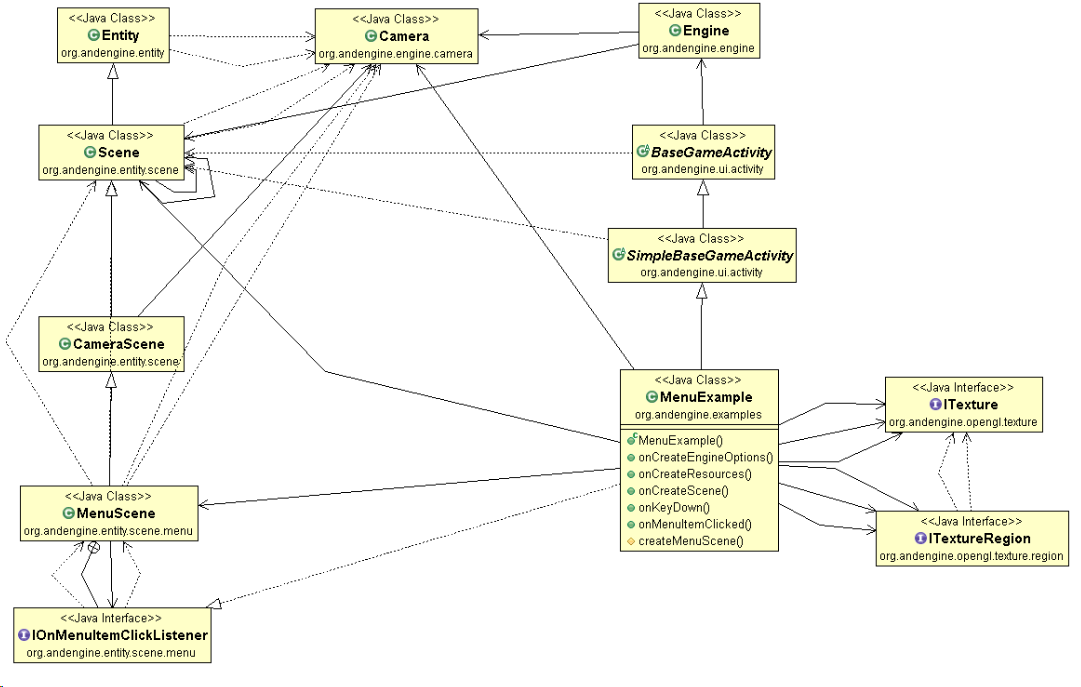 <<Java Class>>
Entity
org.andengine.entity
<<Java Class>>
Camera
org.andengine.engine.camera
<<Java Class>>
Engine
org.andengine.engine
<<Java Class>>
Scene
org.andengine.entity.scene
<<Java Class>>
BaseGameActivity
org.andengine.ui.activity
<<Java Class>>
SimpleBaseGameActivity
org.andengine.ui.activity
<<Java Class>>
CameraScene
org.andengine.entity.scene
<<Java Class>>
MenuExample
org.andengine.examples
MenuExample()
onCreateEngineOptions()
onCreateResources()
onCreateScene()
onKeyDown()
onMenuItemClicked()
createMenuScene()
<<Java Interface>>
ITexture
org.andengine.opengl.texture
<<Java Class>>
MenuScene
org.andengine.entity.scene.menu
<<Java Interface>>
ITextureRegion
org.andengine.opengl.texture.region
<<Java Interface>>
IOnMenuItemClickListener
org.andengine.entity.scene.menu